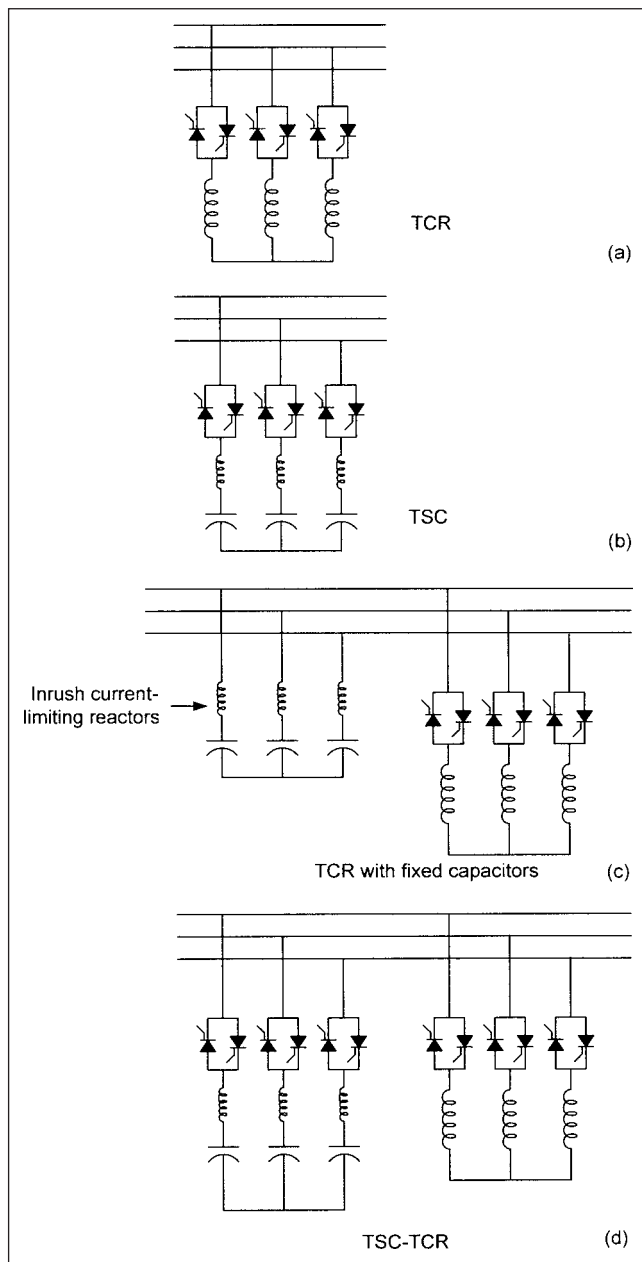 TCR
(a)
TSC
(b)
Inrush current-
limiting reactors
TCR with fixed capacitors
(c)
TSC-TCR
(d)